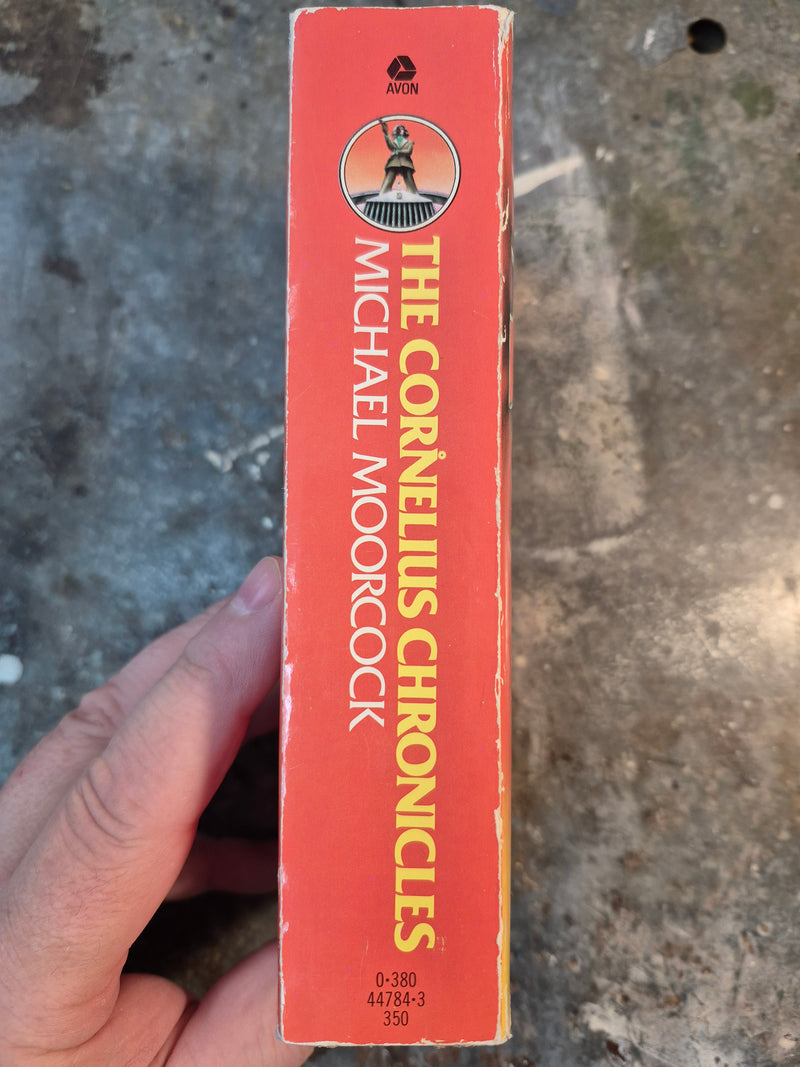 AVON
THE CORNELIUS CHRONICLES
MICHAEL MOORCOCK
0•380
44784•3
350